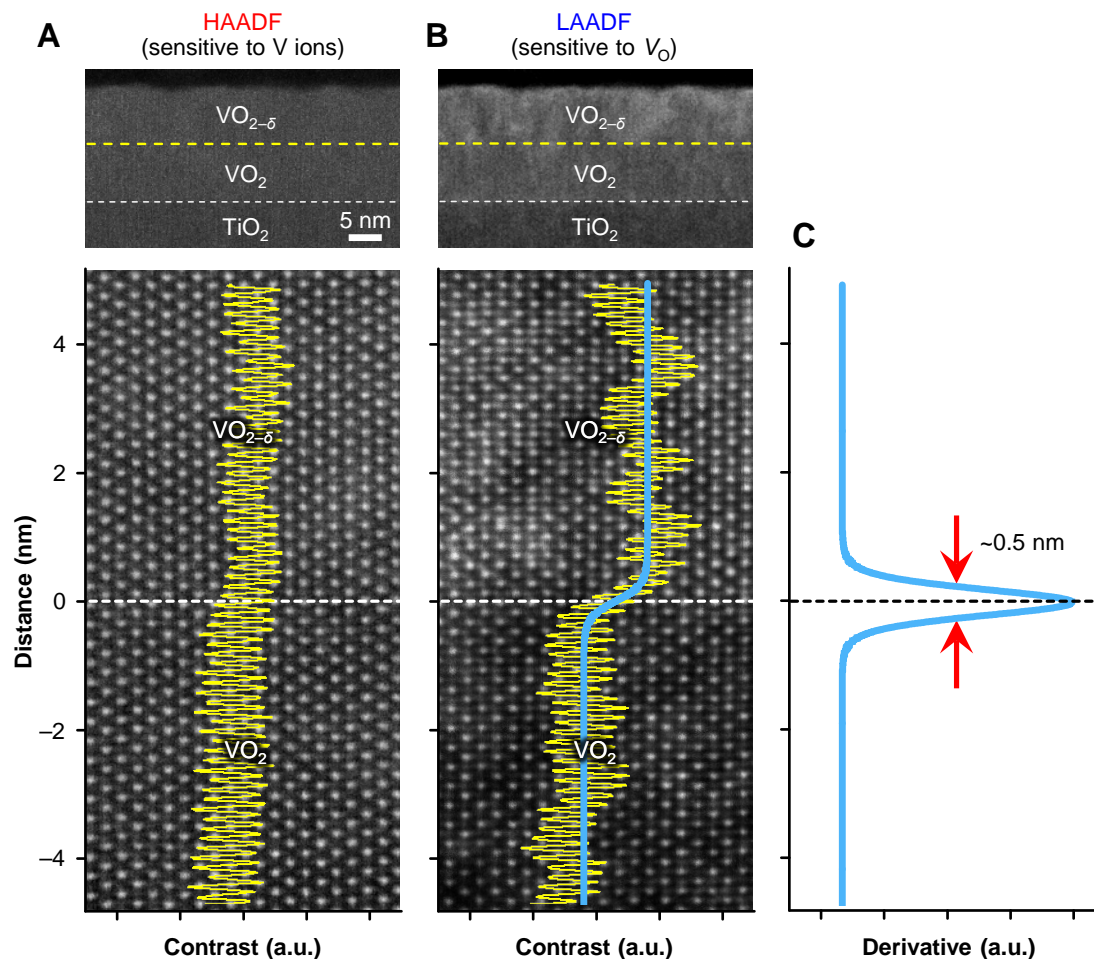 A
HAADF
(sensitive to V ions)
B
LAADF
(sensitive to VO)
VO2–δ
VO2
TiO2
5 nm
VO2–δ
VO2
TiO2
C
Distance (nm)
4
2
0
–2
–4
VO2–δ
VO2
Contrast (a.u.)
VO2–δ
VO2
Contrast (a.u.)
~0.5 nm
Derivative (a.u.)